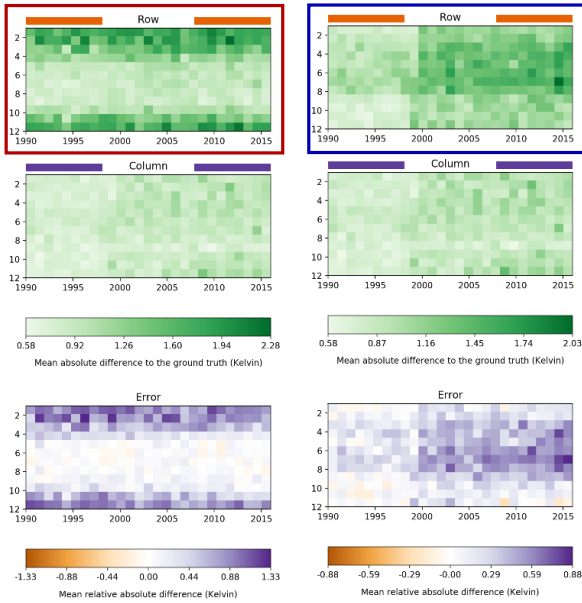 Row
2
4
6
8
10
12
1990 1995 2000 2005 2010 2015
Column
2
4
6
8
10
12
1990 1995 2000 2005 2010 2015
0.58 0.92 1.26 1.60 1.94 2.28
Mean absolute difference to the ground truth (Kelvin)
Error
2
4
6
8
10
12
1990 1995 2000 2005 2010 2015
-1.33 -0.88 -0.44 0.00 0.44 0.88 1.33
Mean relative absolute difference (Kelvin)
Row
2
4
6
8
10
12
1990 1995 2000 2005 2010 2015
Column
2
4
6
8
10
12
1990 1995 2000 2005 2010 2015
0.58 0.87 1.16 1.45 1.74 2.03
Mean absolute difference to the ground truth (Kelvin)
Error
2
4
6
8
10
12
1990 1995 2000 2005 2010 2015
-0.88 -0.59 -0.29 -0.00 0.29 0.59 0.88
Mean relative absolute difference (Kelvin)